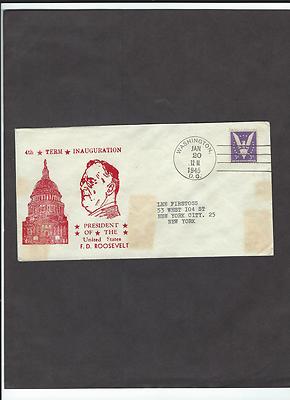 4th ★ TERM ★ INAUGURATION
★ PRESIDENT ★
★ OF ★ THE ★
United States
F. D. ROOSEVELT
WASHINGTON,
JAN
20
1945
D.C.
LEE FIRSTOSS
53 WEST 104 ST
NEW YORK CITY, 25
NEW YORK